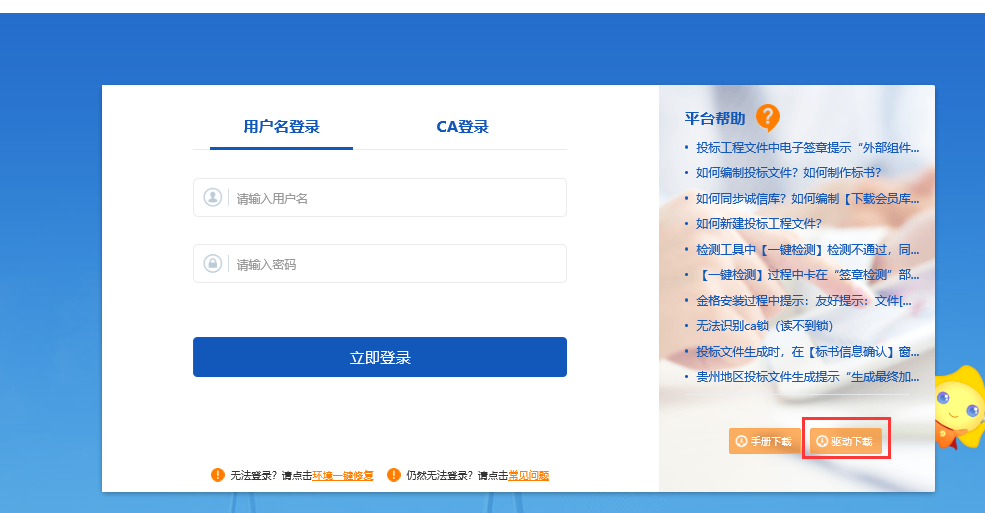 用户名登录
CA登录
请输入用户名
请输入密码
立即登录
无法登录？请点击环境一键修复
仍然无法登录？请点击常见问题
平台帮助
• 投标工程文件中电子签章提示“外部组件...
• 如何编制投标文件？如何制作标书？
• 如何同步诚信库？如何编制【下载会员库...
• 如何新建投标工程文件？
• 检测工具中【一键检测】检测不通过，同...
• 【一键检测】过程中卡在“签章检测”部...
• 金格安装过程中提示：友好提示：文件[...
• 无法识别ca锁（读不到锁）
• 投标文件生成时，在【标书信息确认】窗...
• 贵州地区投标文件生成提示“生成最终加...
手册下载
驱动下载